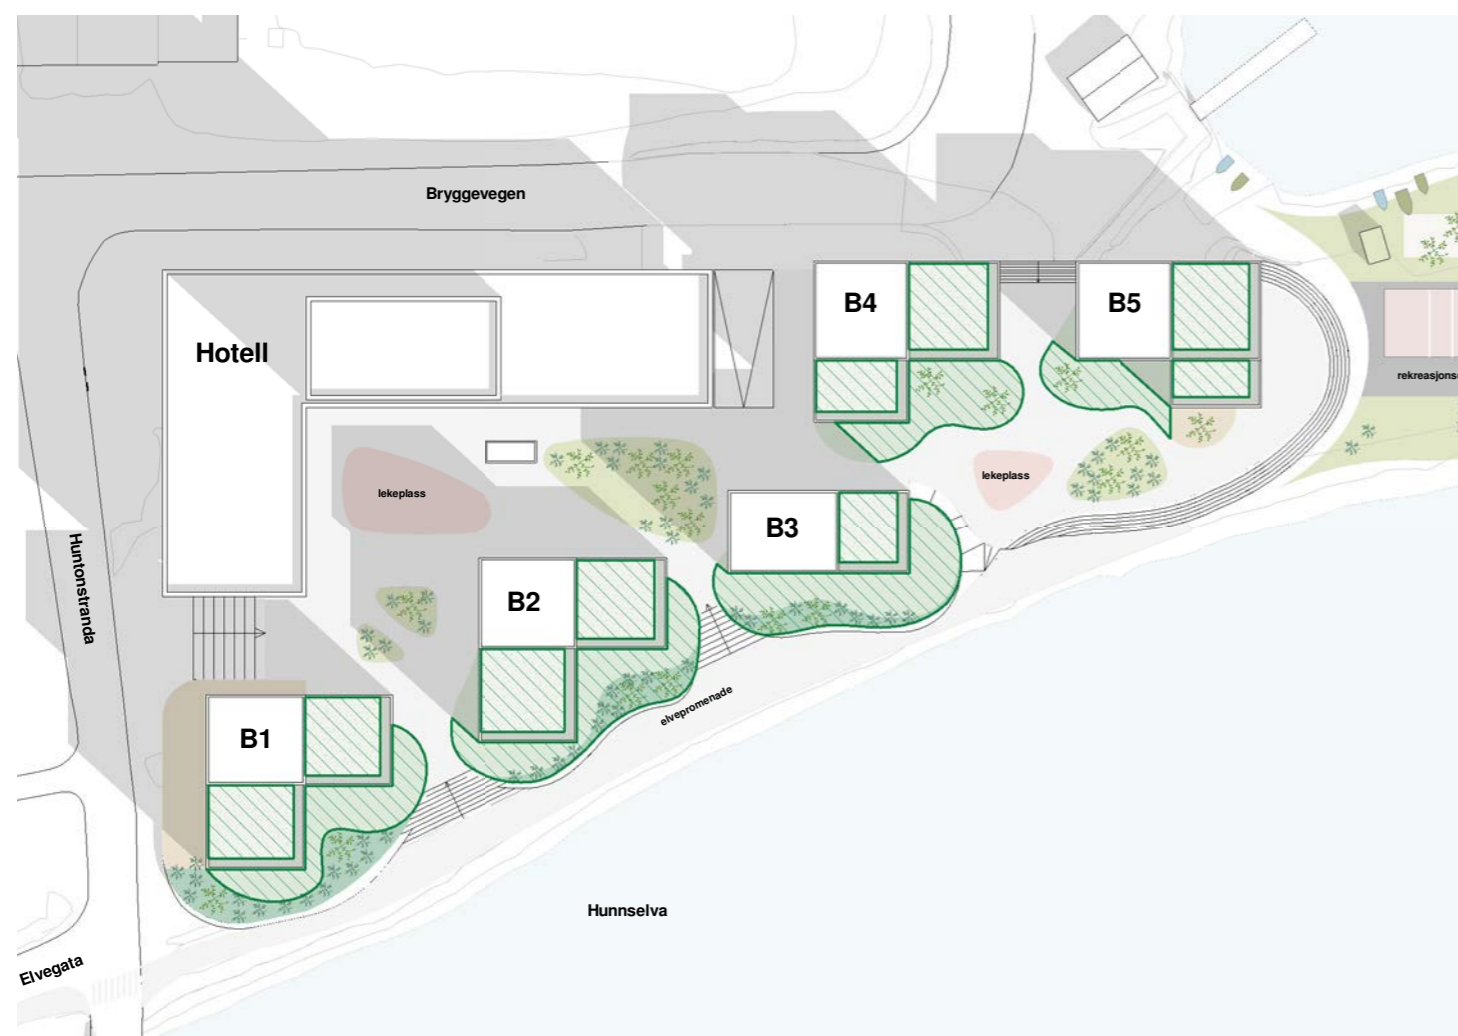 Bryggevegen
B4
B5
Hotell
rekreasjons
lekeplass
lekeplass
B3
Huntonstranda
B2
elvepromenade
B1
Hunnselva
Elvegata